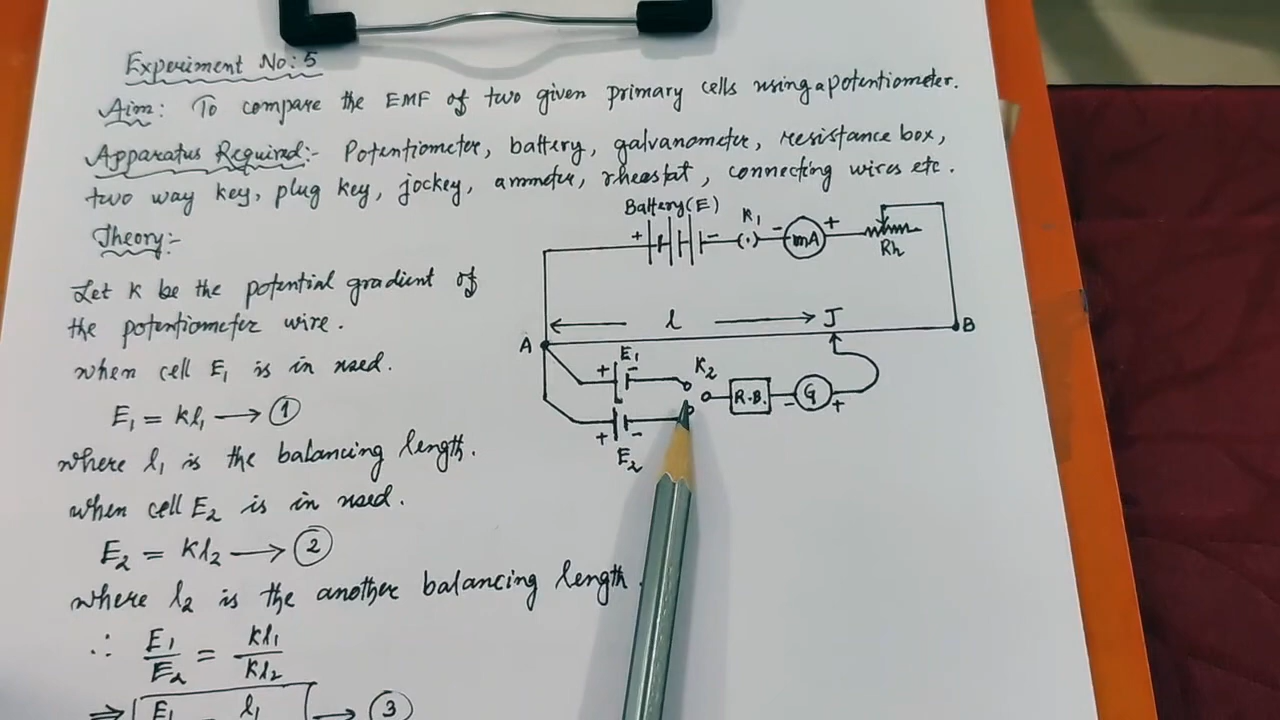 Experiment No: 5
Aim: To compare the EMF of two given primary cells using a potentiometer.
Apparatus Required:- Potentiometer, battery, galvanometer, resistance box,
two way key, plug key, jockey, ammeter, rheostat, connecting wires etc.
Theory:-
Let K be the potential gradient of
the potentiometer wire.
when cell E₁ is in used.
E₁ = kl₁ → ①
where l₁ is the balancing length.
when cell E₂ is in used.
E₂ = kl₂ → ②
where l₂ is the another balancing length.
∴ E₁/E₂ = kl₁/kl₂
⇒ E₁ l₁ → ③
Battery(E)
+ - K₁ - mA +
Rh
l J
A B
E₁
+ - K₂
R.B. - G +
+ -
E₂